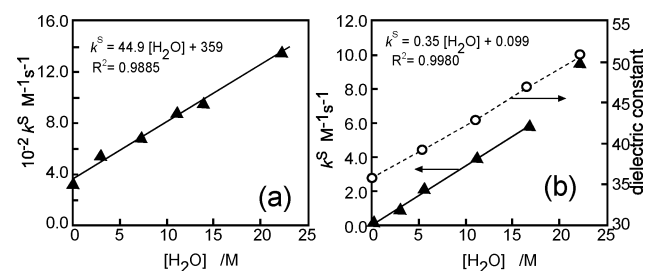 16.0
12.0
8.0
4.0
0.0
10⁻² kˢ M⁻¹s⁻¹
kˢ = 44.9 [H₂O] + 359
R²= 0.9885
(a)
0 5 10 15 20 25
[H₂O] /M
12.0
10.0
8.0
6.0
4.0
2.0
0.0
kˢ M⁻¹s⁻¹
kˢ = 0.35 [H₂O] + 0.099
R²= 0.9980
(b)
0 5 10 15 20 25
[H₂O] /M
55
50
45
40
35
30
dielectric constant